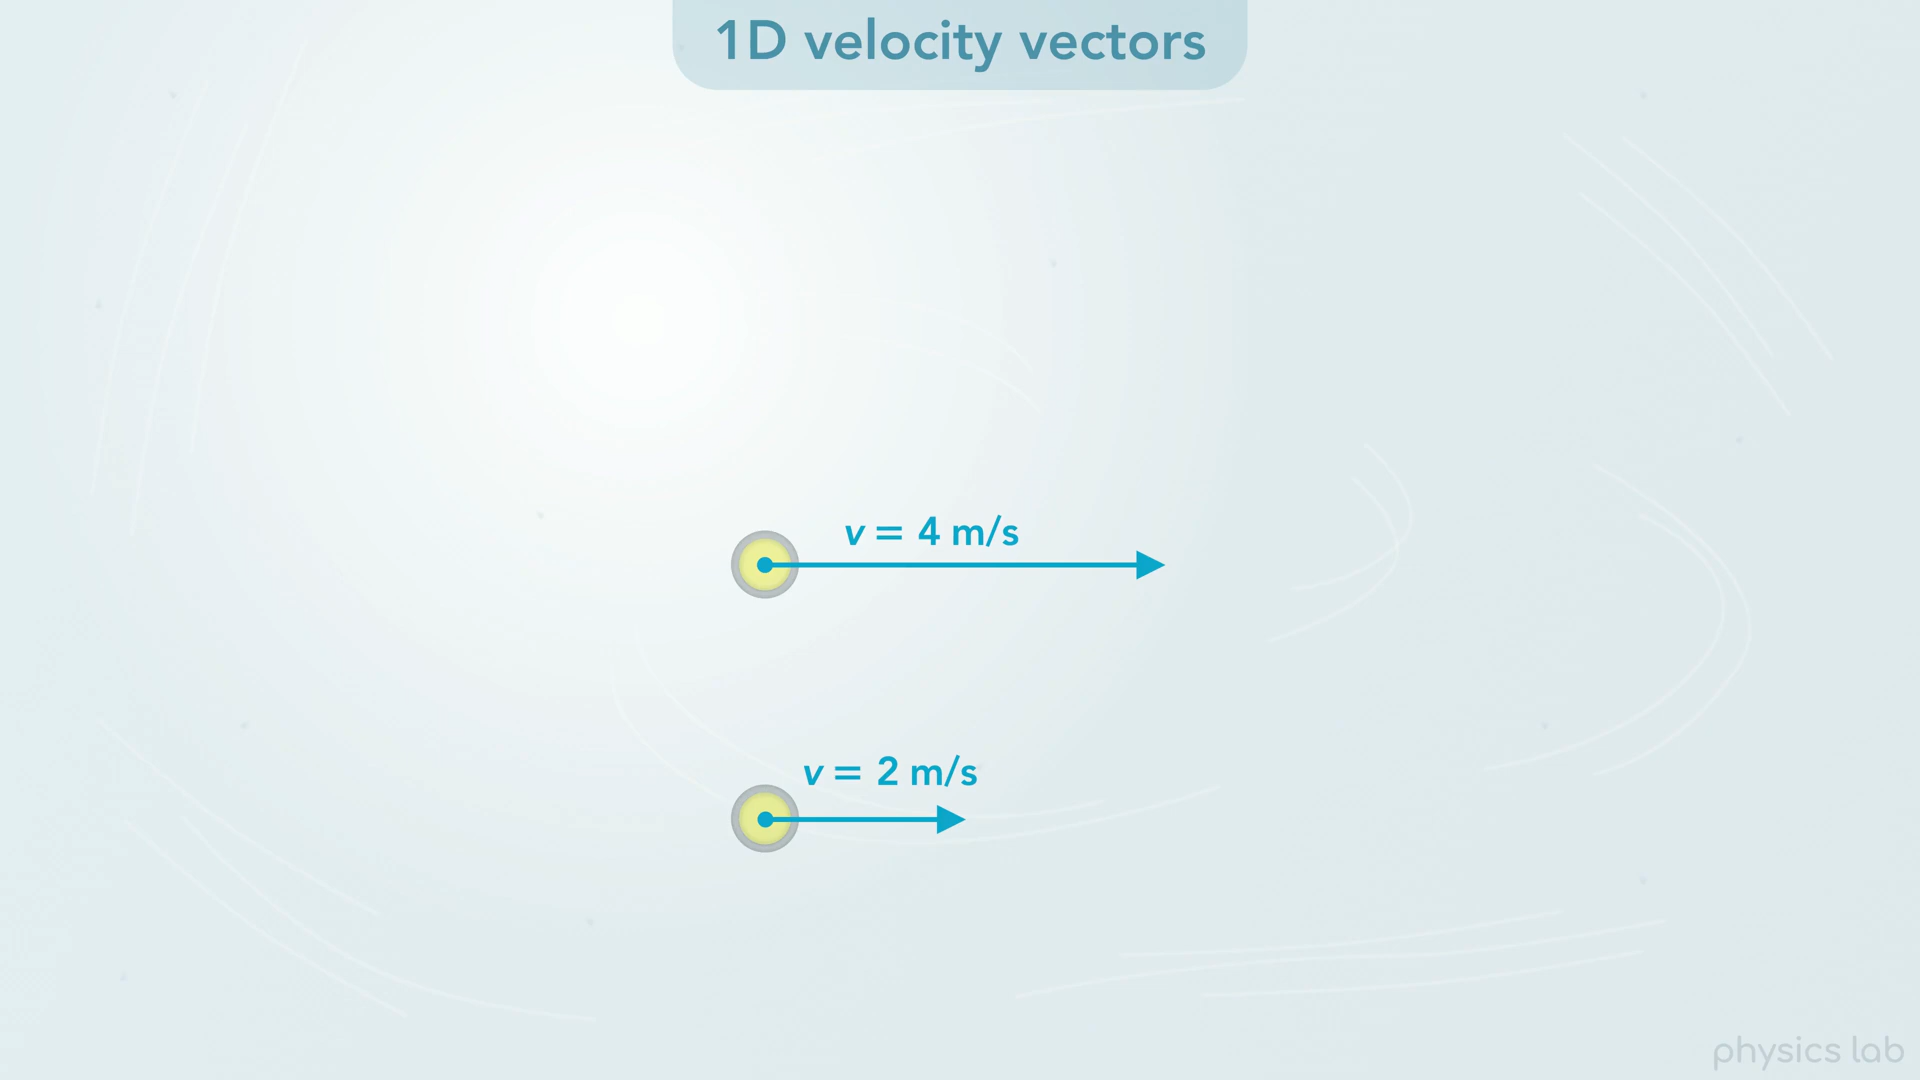 1D velocity vectors
v = 4 m/s
v = 2 m/s
physics lab